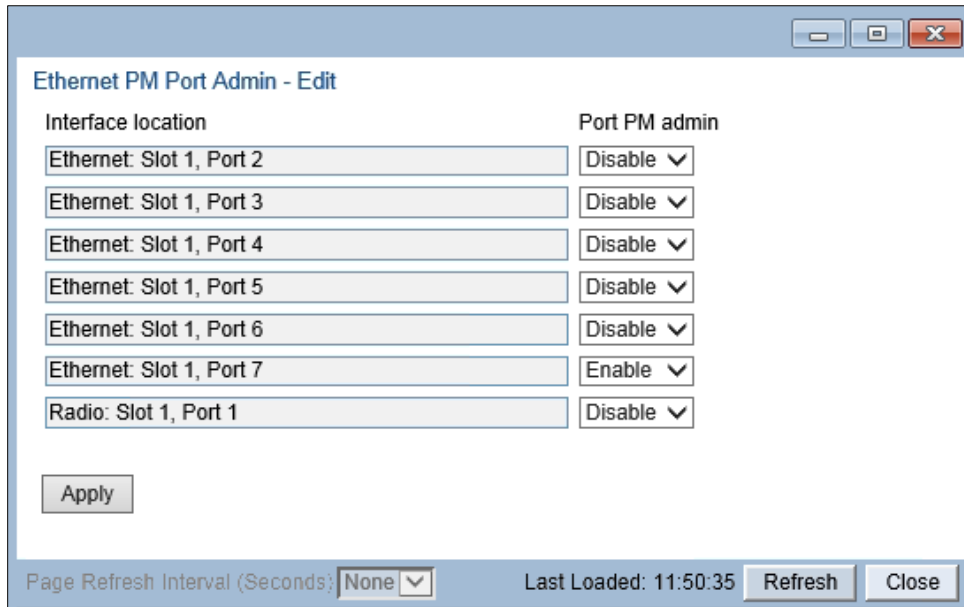 Ethernet PM Port Admin - Edit
Interface location Port PM admin
Ethernet: Slot 1, Port 2 Disable
Ethernet: Slot 1, Port 3 Disable
Ethernet: Slot 1, Port 4 Disable
Ethernet: Slot 1, Port 5 Disable
Ethernet: Slot 1, Port 6 Disable
Ethernet: Slot 1, Port 7 Enable
Radio: Slot 1, Port 1 Disable
Apply
Page Refresh Interval (Seconds) None Last Loaded: 11:50:35 Refresh Close